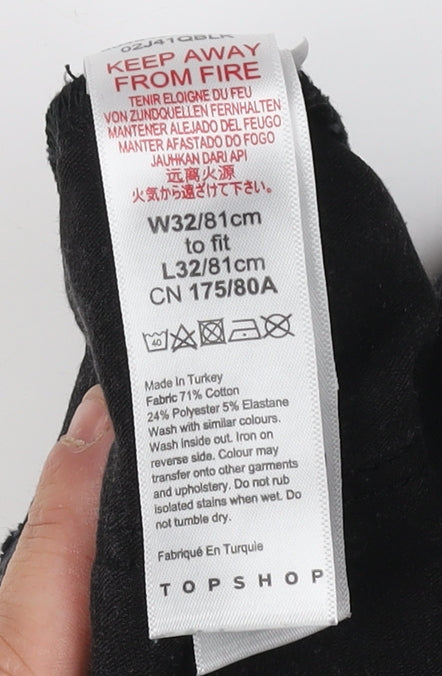 02J41QBLK
KEEP AWAY
FROM FIRE
TENIR ELOIGNE DU FEU
VON ZUNDQUELLEN FERNHALTEN
MANTENER ALEJADO DEL FEUGO
MANTER AFASTADO DO FOGO
JAUHKAN DARI API
远离火源
火気から遠ざけて下さい。
W32/81cm
to fit
L32/81cm
CN 175/80A
40
Made In Turkey
Fabric 71% Cotton
24% Polyester 5% Elastane
Wash with similar colours.
Wash Inside out. Iron on
reverse side. Colour may
transfer onto other garments
and upholstery. Do not rub
isolated stains when wet. Do
not tumble dry.
Fabriqué En Turquie
TOPSHOP